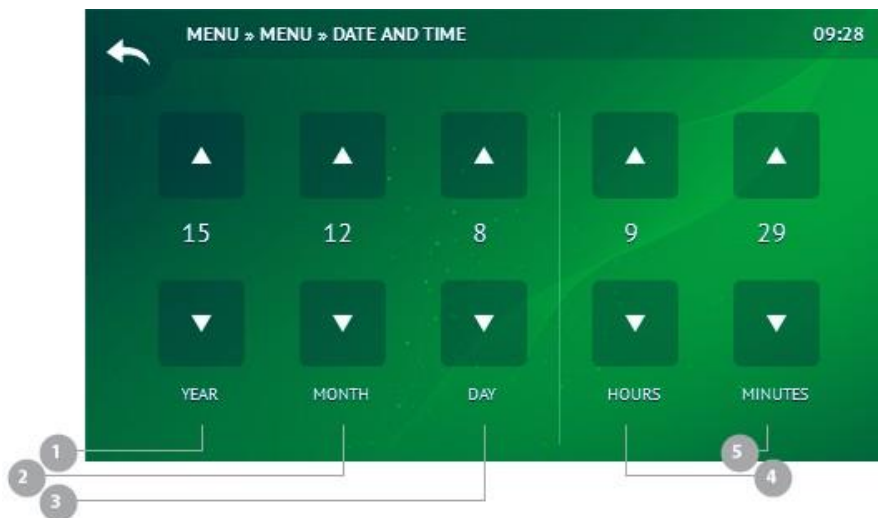 MENU » MENU » DATE AND TIME 09:28
15 12 8 9 29
YEAR MONTH DAY HOURS MINUTES
1 5
2 4
3